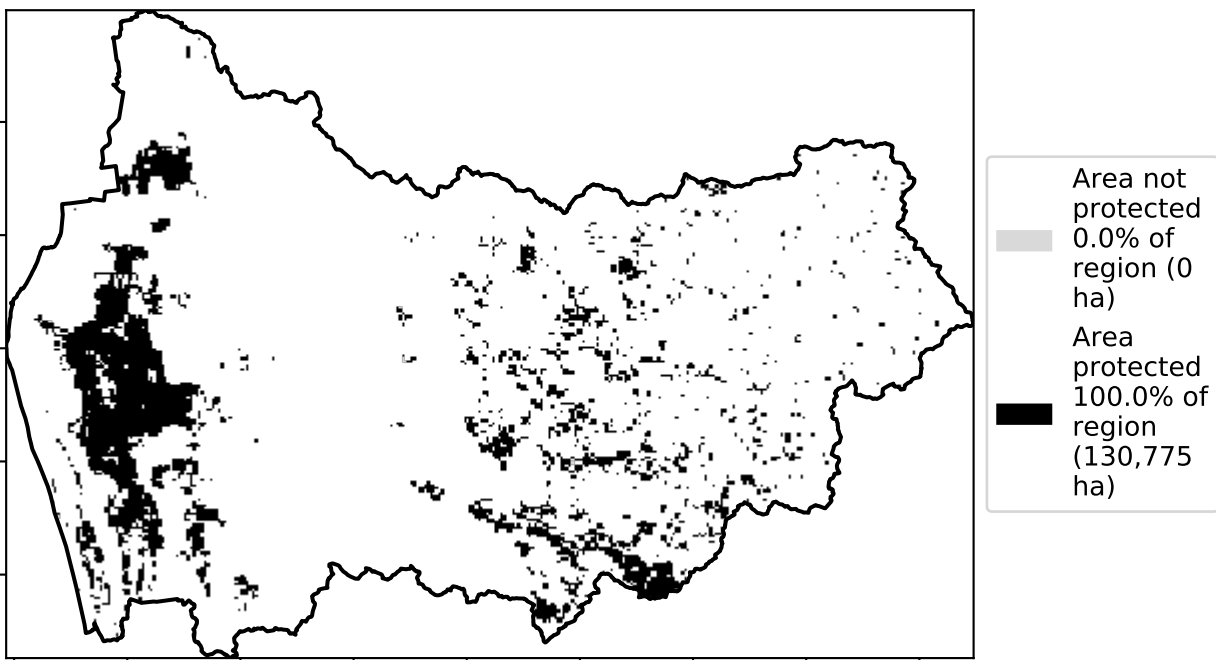 Area not
protected
0.0% of
region (0
ha)
Area
protected
100.0% of
region
(130,775
ha)